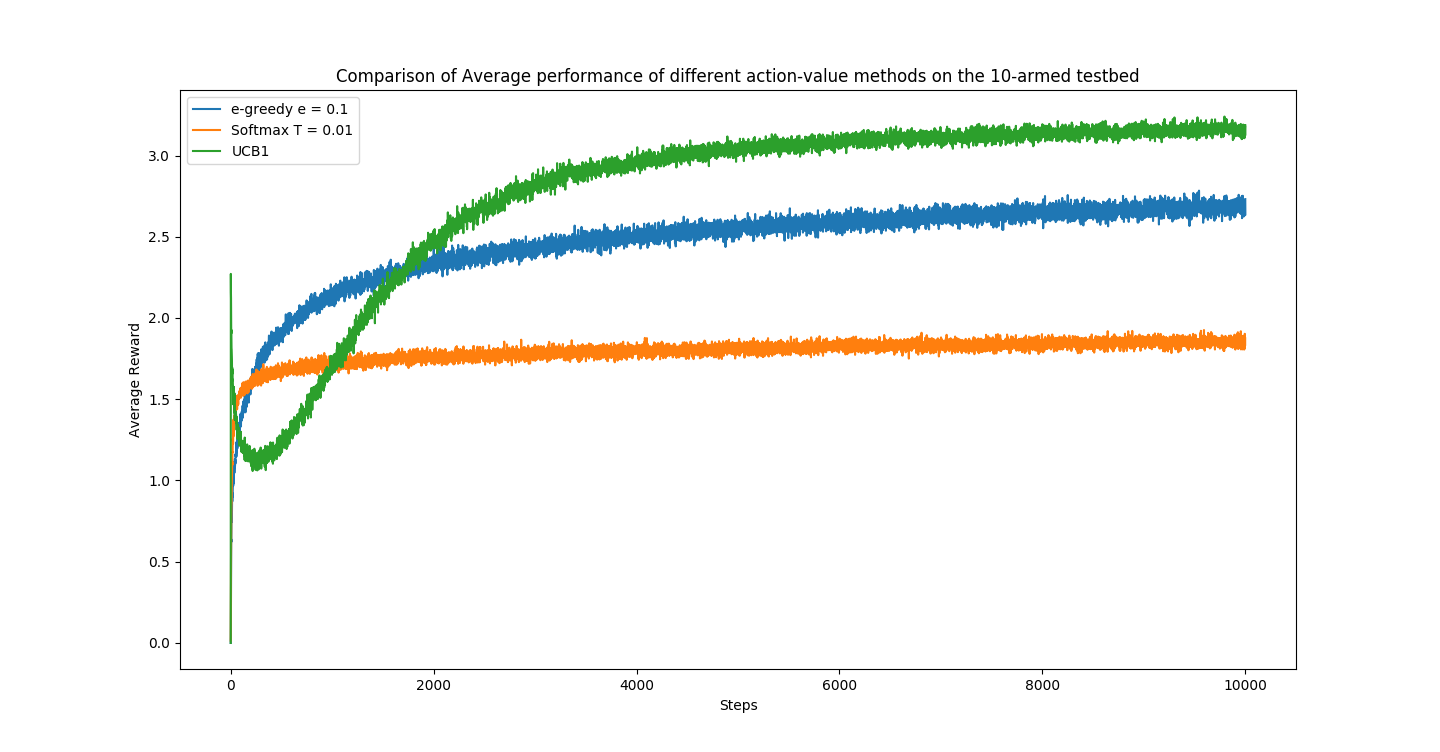 Comparison of Average performance of different action-value methods on the 10-armed testbed
e-greedy e = 0.1
Softmax T = 0.01
UCB1
Average Reward
3.0
2.5
2.0
1.5
1.0
0.5
0.0
0 2000 4000 6000 8000 10000
Steps